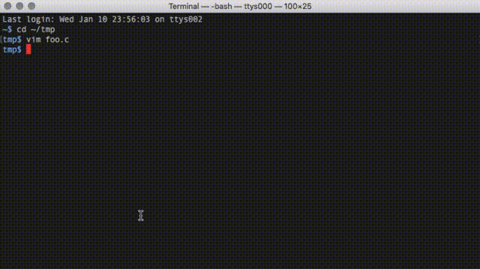 Terminal — -bash — ttys000 — 100×25
Last login: Wed Jan 10 23:56:03 on ttys002
~$ cd ~/tmp
[tmp$ vim foo.c
tmp$